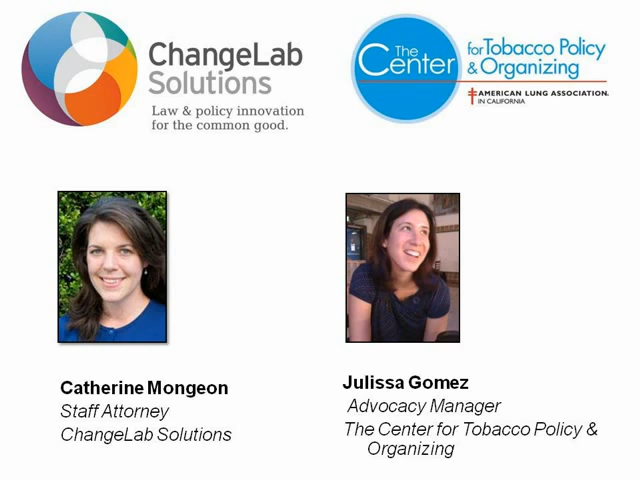 ChangeLab
Solutions
Law & policy innovation
for the common good.
The
Center
for Tobacco Policy
& Organizing
AMERICAN LUNG ASSOCIATION.
IN CALIFORNIA
Catherine Mongeon
Staff Attorney
ChangeLab Solutions
Julissa Gomez
Advocacy Manager
The Center for Tobacco Policy &
Organizing